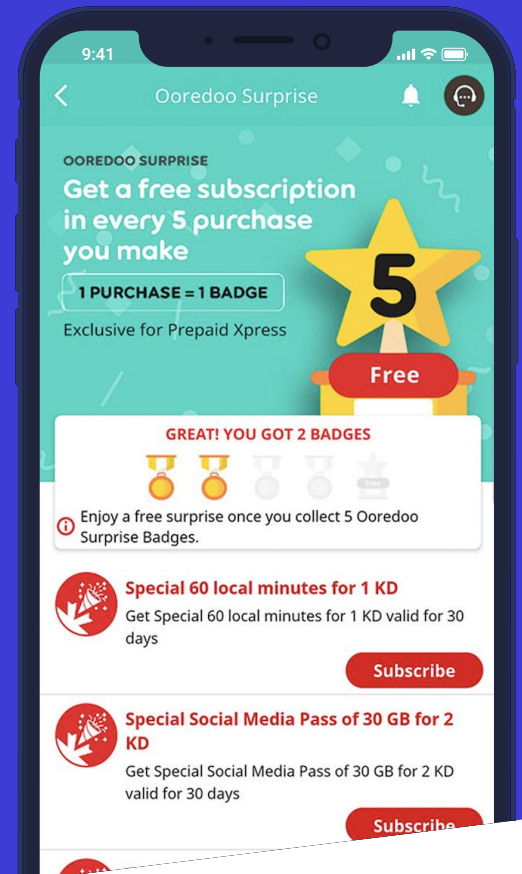 9:41
Ooredoo Surprise
OOREDOO SURPRISE
Get a free subscription
in every 5 purchase
you make
1 PURCHASE = 1 BADGE
Exclusive for Prepaid Xpress
5
Free
GREAT! YOU GOT 2 BADGES
Free
Enjoy a free surprise once you collect 5 Ooredoo
Surprise Badges.
Special 60 local minutes for 1 KD
Get Special 60 local minutes for 1 KD valid for 30
days
Subscribe
Special Social Media Pass of 30 GB for 2
KD
Get Special Social Media Pass of 30 GB for 2 KD
valid for 30 days
Subscribe